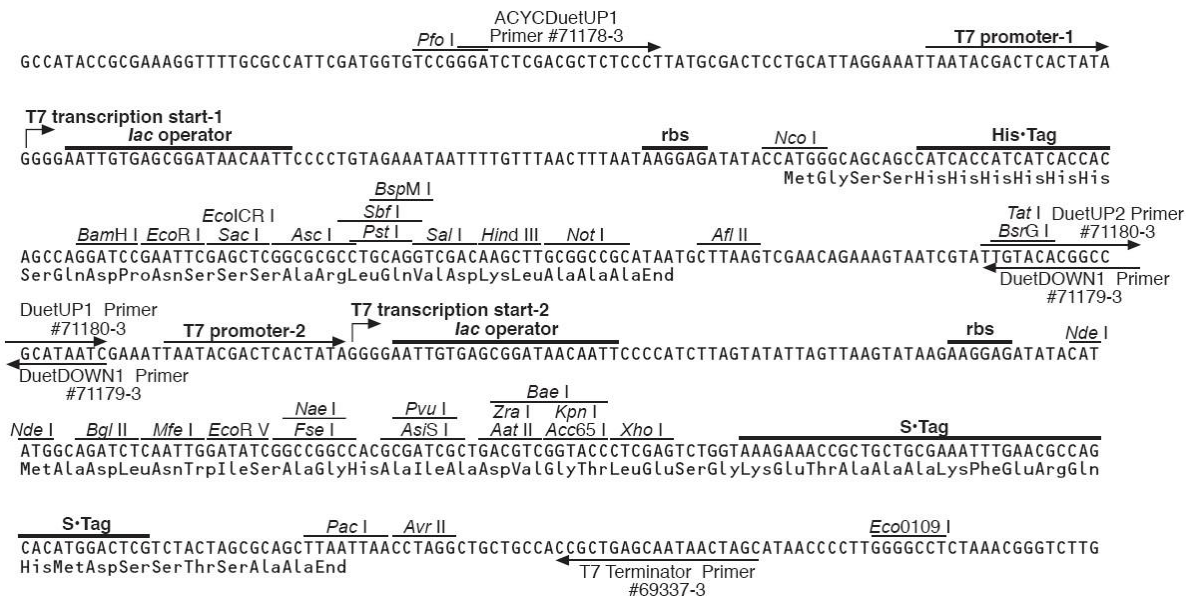 ACYCDuetUP1
Pfo I Primer #71178-3 T7 promoter-1
GCCATACCGCGAAAGGTTTTGCGCCATTCGATGGTGTCCGGGATCTCGACGCTCTCCCTTATGCGACTCCTGCATTAGGAAATTAATACGACTCACTATA
T7 transcription start-1
lac operator rbs Nco I His•Tag
GGGGAATTGTGAGCGGATAACAATTCCCCTGTAGAAATAATTTTGTTTAACTTTAATAAGGAGATATACCATGGGCAGCAGCCATCACCATCATCACCAC
MetGlySerSerHisHisHisHisHisHis
BspM I
EcoICR I Sbf I Tat I DuetUP2 Primer
BamH I EcoR I Sac I Asc I Pst I Sal I Hind III Not I Afl II BsrG I #71180-3
AGCCAGGATCCGAATTCGAGCTCGGCGCGCCTGCAGGTCGACAAGCTTGCGGCCGCATAATGCTTAAGTCGAACAGAAAGTAATCGTATTGTACACGGCC
SerGlnAspProAsnSerSerSerAlaArgLeuGlnValAspLysLeuAlaAlaAlaEnd
DuetDOWN1 Primer
#71179-3
DuetUP1 Primer
#71180-3 T7 promoter-2 T7 transcription start-2
lac operator rbs Nde I
GCATAATCGAAATTAATACGACTCACTATAGGGGAATTGTGAGCGGATAACAATTCCCCATCTTAGTATATTAGTTAAGTATAAGAAGGAGATATACAT
DuetDOWN1 Primer
#71179-3
Bae I
Nae I Pvu I Zra I Kpn I
Nde I Bgl II Mfe I EcoR V Fse I AsiS I Aat II Acc65 I Xho I S•Tag
ATGGCAGATCTCAATTGGATATCGGCCGGCCACGCGATCGCTGACGTCGGTACCCTCGAGTCTGGTAAAGAAACCGCTGCTGCGAAATTTGAACGCCAG
MetAlaAspLeuAsnTrpIleSerAlaGlyHisAlaIleAlaAspValGlyThrLeuGluSerGlyLysGluThrAlaAlaAlaLysPheGluArgGln
S•Tag Pac I Avr II Eco0109 I
CACATGGACTCGTCTACTAGCGCAGCTTAATTAACCTAGGCTGCTGCCACCGCTGAGCAATAACTAGCATAACCCCTTGGGGCCTCTAAACGGGTCTTG
HisMetAspSerSerThrSerAlaAlaEnd
T7 Terminator Primer
#69337-3